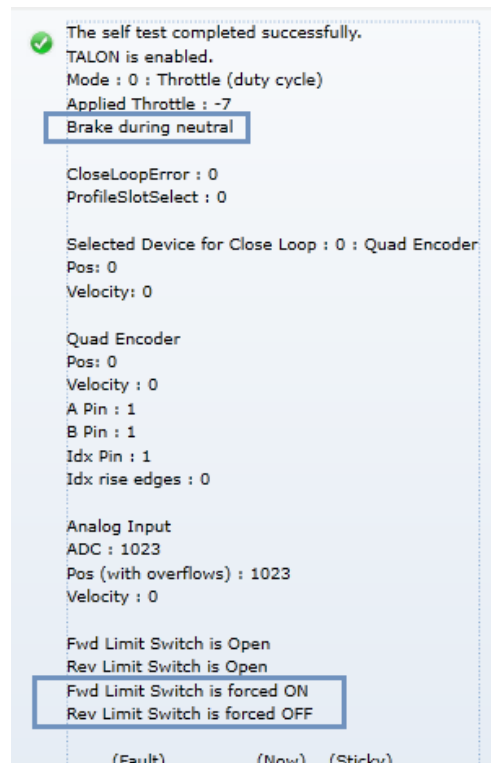 The self test completed successfully.
TALON is enabled.
Mode : 0 : Throttle (duty cycle)
Applied Throttle : -7
Brake during neutral
CloseLoopError : 0
ProfileSlotSelect : 0
Selected Device for Close Loop : 0 : Quad Encoder
Pos: 0
Velocity: 0
Quad Encoder
Pos: 0
Velocity : 0
A Pin : 1
B Pin : 1
Idx Pin : 1
Idx rise edges : 0
Analog Input
ADC : 1023
Pos (with overflows) : 1023
Velocity : 0
Fwd Limit Switch is Open
Rev Limit Switch is Open
Fwd Limit Switch is forced ON
Rev Limit Switch is forced OFF
(Fault) (Now) (Sticky)